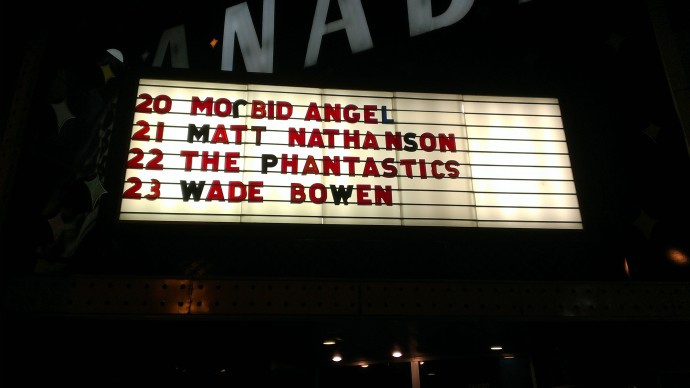 20 MOrBID ANGEL
21 MATT NATHANSON
22 THE PHANTASTICS
23 WADE BOWEN